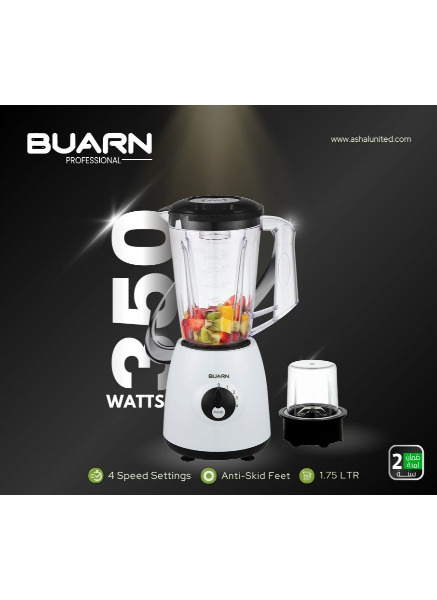 BUARN
PROFESSIONAL
www.ashalunited.com
350
WATTS
BUARN
4 Speed Settings
Anti-Skid Feet
1.75 LTR
2
ضمان
لمدة
سنة